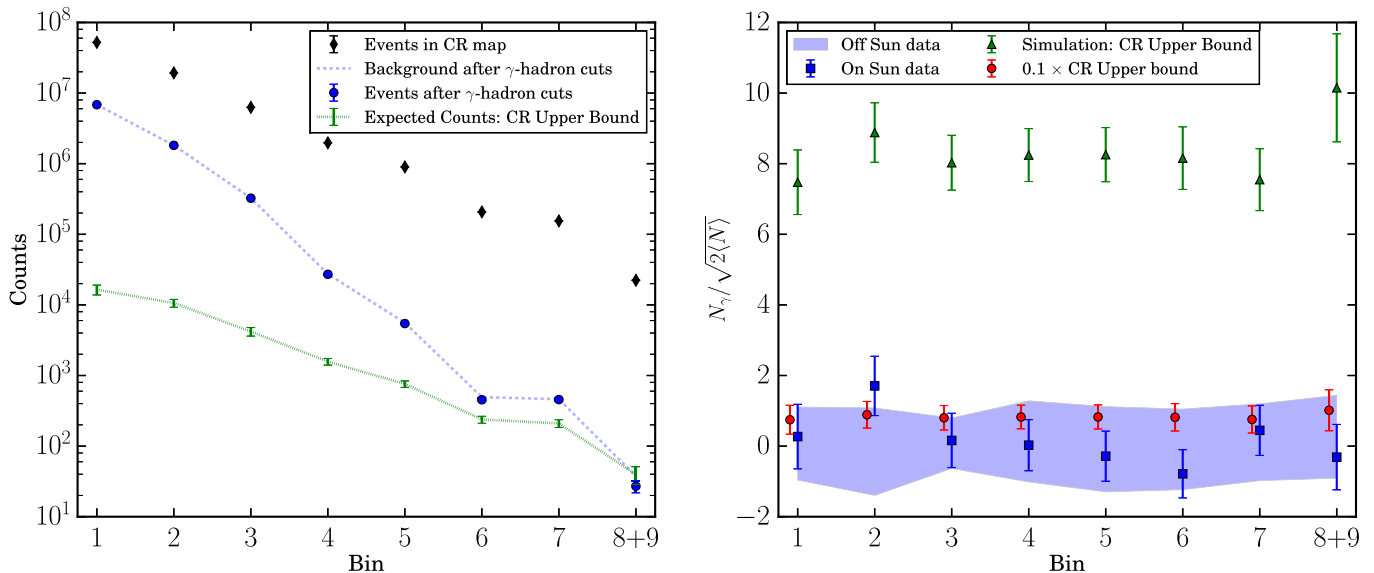 10^8
10^7
10^6
10^5
10^4
10^3
10^2
10^1
Counts
Events in CR map
Background after γ-hadron cuts
Events after γ-hadron cuts
Expected Counts: CR Upper Bound
1 2 3 4 5 6 7 8+9
Bin
12
10
8
6
4
2
0
−2
N_γ/√2⟨N⟩
Off Sun data
On Sun data
Simulation: CR Upper Bound
0.1 × CR Upper bound
1 2 3 4 5 6 7 8+9
Bin